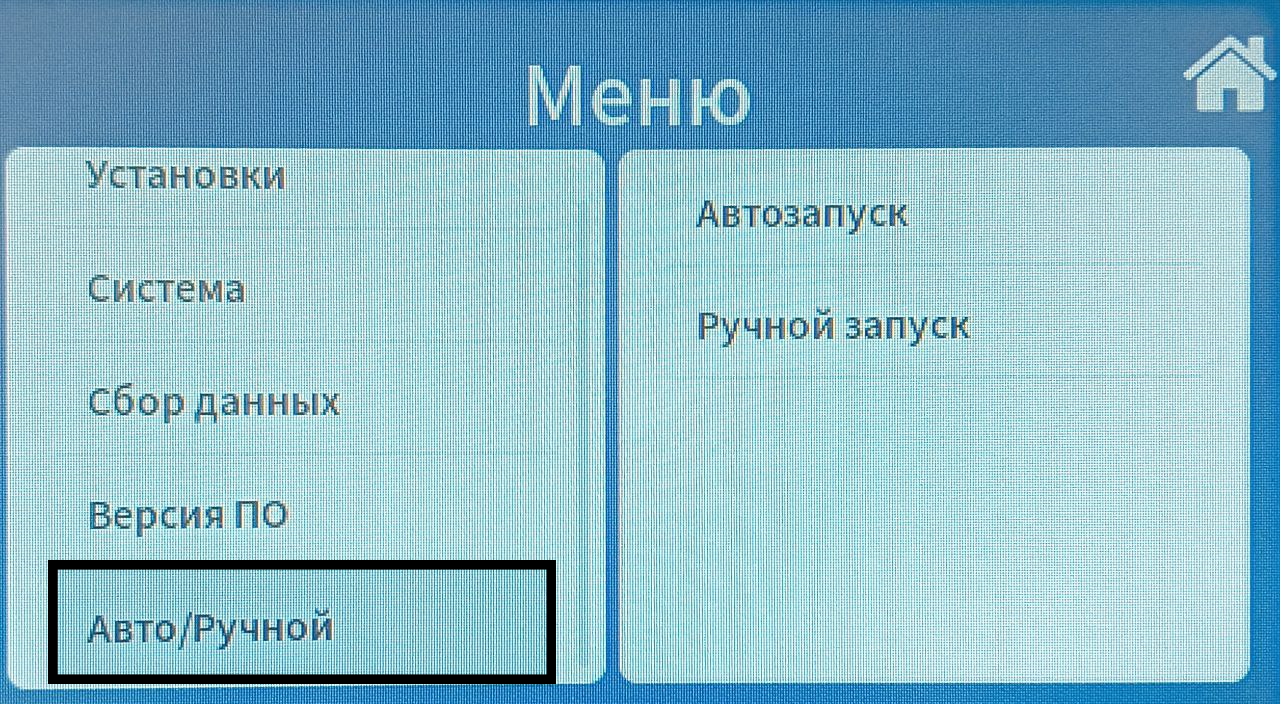 Меню
Установки
Система
Сбор данных
Версия ПО
Авто/Ручной
Автозапуск
Ручной запуск